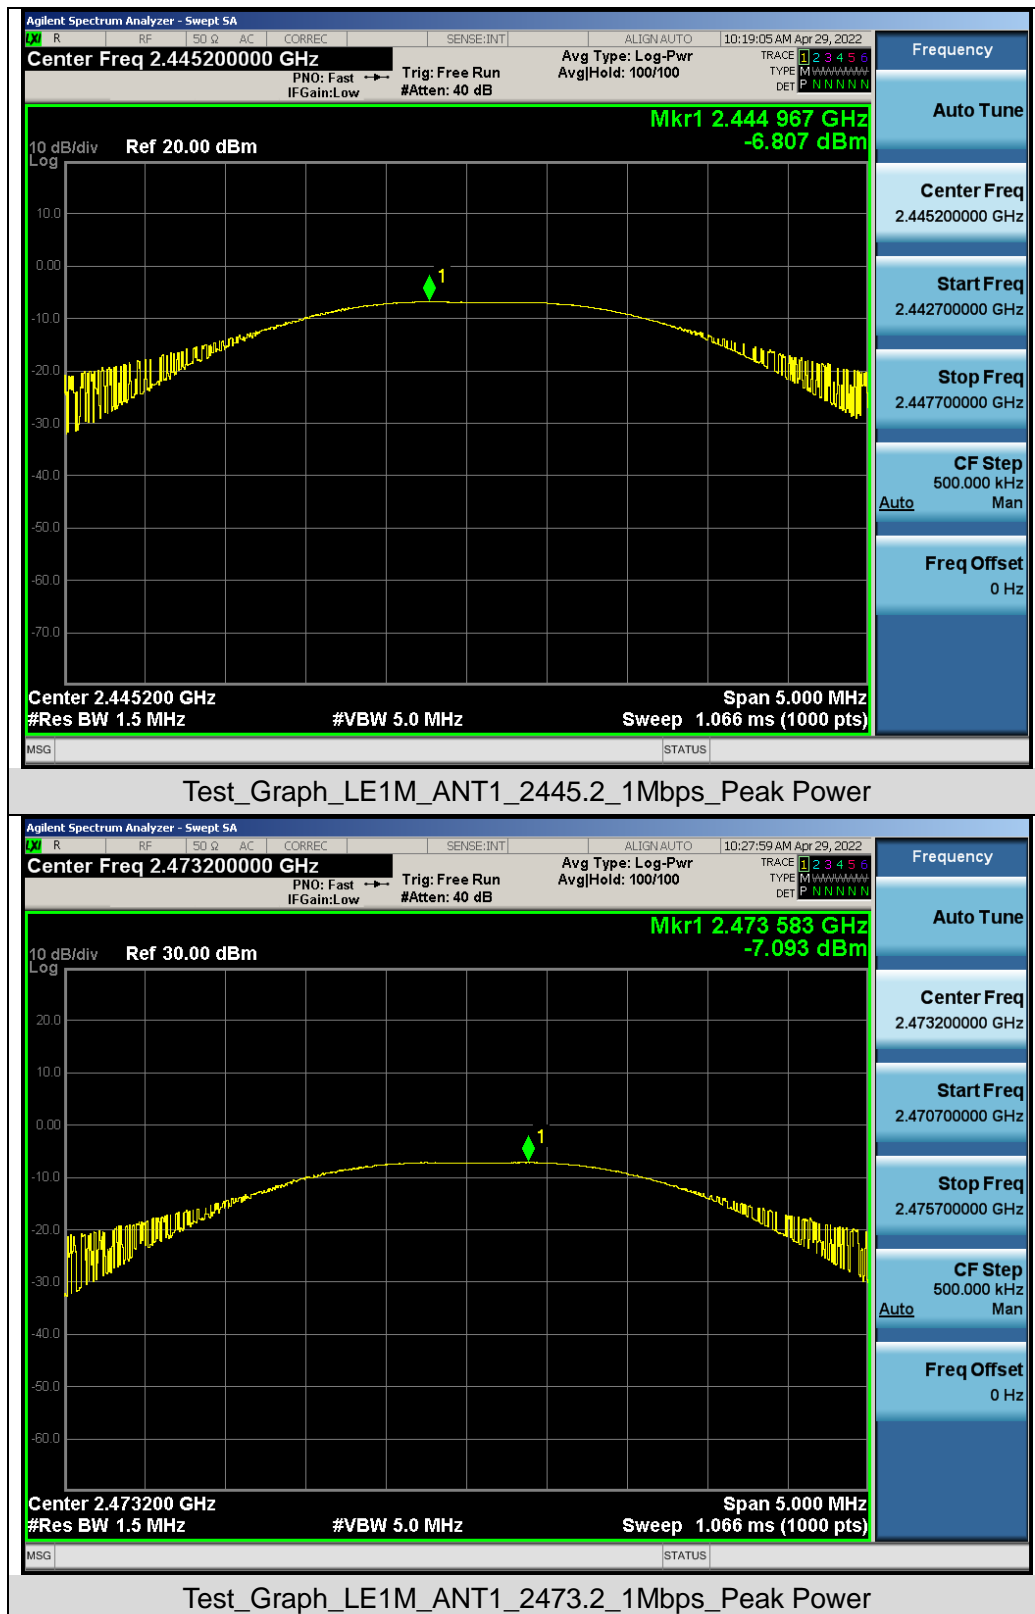 Agilent Spectrum Analyzer - Swept SA
LXI R RF 50 Ω AC CORREC SENSE:INT ALIGN AUTO 10:19:05 AM Apr 29, 2022
Center Freq 2.445200000 GHz
Avg Type: Log-Pwr
TRACE 1 2 3 4 5 6
PNO: Fast Trig: Free Run Avg|Hold: 100/100
TYPE M
IFGain:Low #Atten: 40 dB
DET P N N N N N
Frequency
Mkr1 2.444 967 GHz
-6.807 dBm
10 dB/div Ref 20.00 dBm
Log
10.0
0.00
-10.0
-20.0
-30.0
-40.0
-50.0
-60.0
-70.0
1
Center 2.445200 GHz Span 5.000 MHz
#Res BW 1.5 MHz #VBW 5.0 MHz Sweep 1.066 ms (1000 pts)
MSG STATUS
Auto Tune
Center Freq
2.445200000 GHz
Start Freq
2.442700000 GHz
Stop Freq
2.447700000 GHz
CF Step
500.000 kHz
Auto Man
Freq Offset
0 Hz
Test_Graph_LE1M_ANT1_2445.2_1Mbps_Peak Power
Agilent Spectrum Analyzer - Swept SA
LXI R RF 50 Ω AC CORREC SENSE:INT ALIGN AUTO 10:27:59 AM Apr 29, 2022
Center Freq 2.473200000 GHz
Avg Type: Log-Pwr
TRACE 1 2 3 4 5 6
PNO: Fast Trig: Free Run Avg|Hold: 100/100
TYPE M
IFGain:Low #Atten: 40 dB
DET P N N N N N
Frequency
Mkr1 2.473 583 GHz
-7.093 dBm
10 dB/div Ref 30.00 dBm
Log
20.0
10.0
0.00
-10.0
-20.0
-30.0
-40.0
-50.0
-60.0
1
Center 2.473200 GHz Span 5.000 MHz
#Res BW 1.5 MHz #VBW 5.0 MHz Sweep 1.066 ms (1000 pts)
MSG STATUS
Auto Tune
Center Freq
2.473200000 GHz
Start Freq
2.470700000 GHz
Stop Freq
2.475700000 GHz
CF Step
500.000 kHz
Auto Man
Freq Offset
0 Hz
Test_Graph_LE1M_ANT1_2473.2_1Mbps_Peak Power